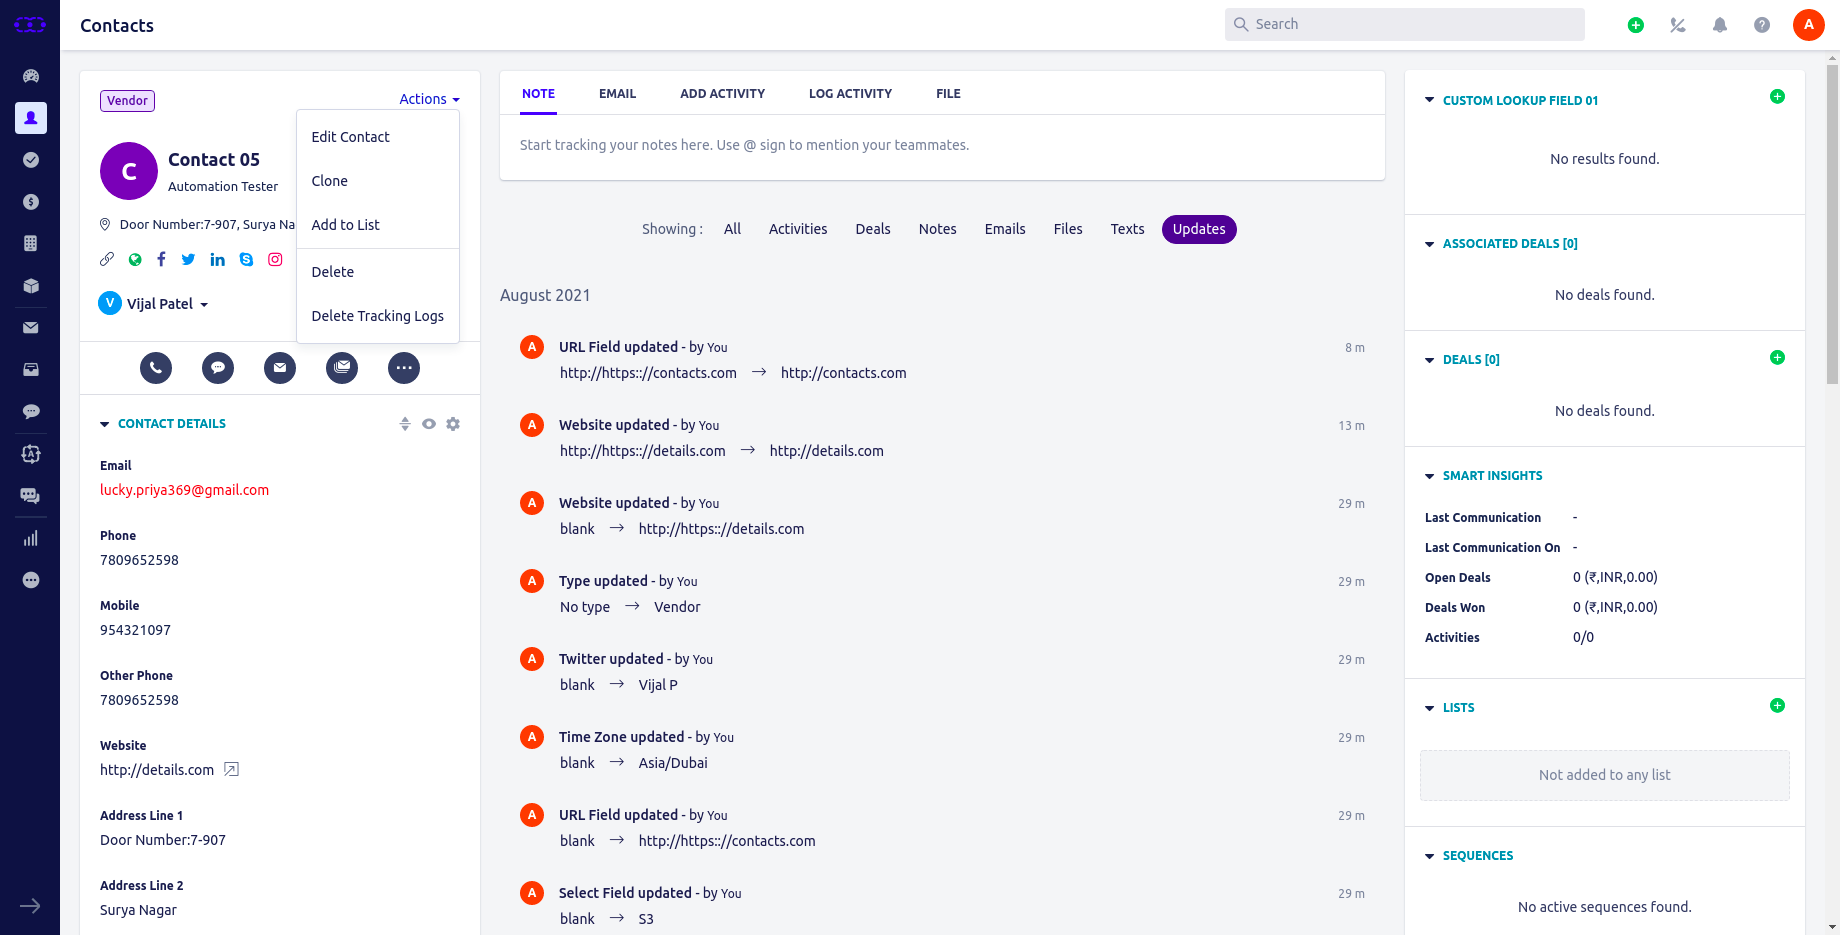 Contacts
Search
A
Vendor
Actions
Edit Contact
Clone
Add to List
Delete
Delete Tracking Logs
C
Contact 05
Automation Tester
Door Number:7-907, Surya Na
V Vijal Patel
CONTACT DETAILS
Email
lucky.priya369@gmail.com
Phone
7809652598
Mobile
954321097
Other Phone
7809652598
Website
http://details.com
Address Line 1
Door Number:7-907
Address Line 2
Surya Nagar
NOTE EMAIL ADD ACTIVITY LOG ACTIVITY FILE
Start tracking your notes here. Use @ sign to mention your teammates.
Showing : All Activities Deals Notes Emails Files Texts Updates
August 2021
A URL Field updated - by You 8 m
http://https://contacts.com → http://contacts.com
A Website updated - by You 13 m
http://https://details.com → http://details.com
A Website updated - by You 29 m
blank → http://https://details.com
A Type updated - by You 29 m
No type → Vendor
A Twitter updated - by You 29 m
blank → Vijal P
A Time Zone updated - by You 29 m
blank → Asia/Dubai
A URL Field updated - by You 29 m
blank → http://https://contacts.com
A Select Field updated - by You 29 m
blank → S3
CUSTOM LOOKUP FIELD 01
No results found.
ASSOCIATED DEALS [0]
No deals found.
DEALS [0]
No deals found.
SMART INSIGHTS
Last Communication -
Last Communication On -
Open Deals 0 (₹,INR,0.00)
Deals Won 0 (₹,INR,0.00)
Activities 0/0
LISTS
Not added to any list
SEQUENCES
No active sequences found.